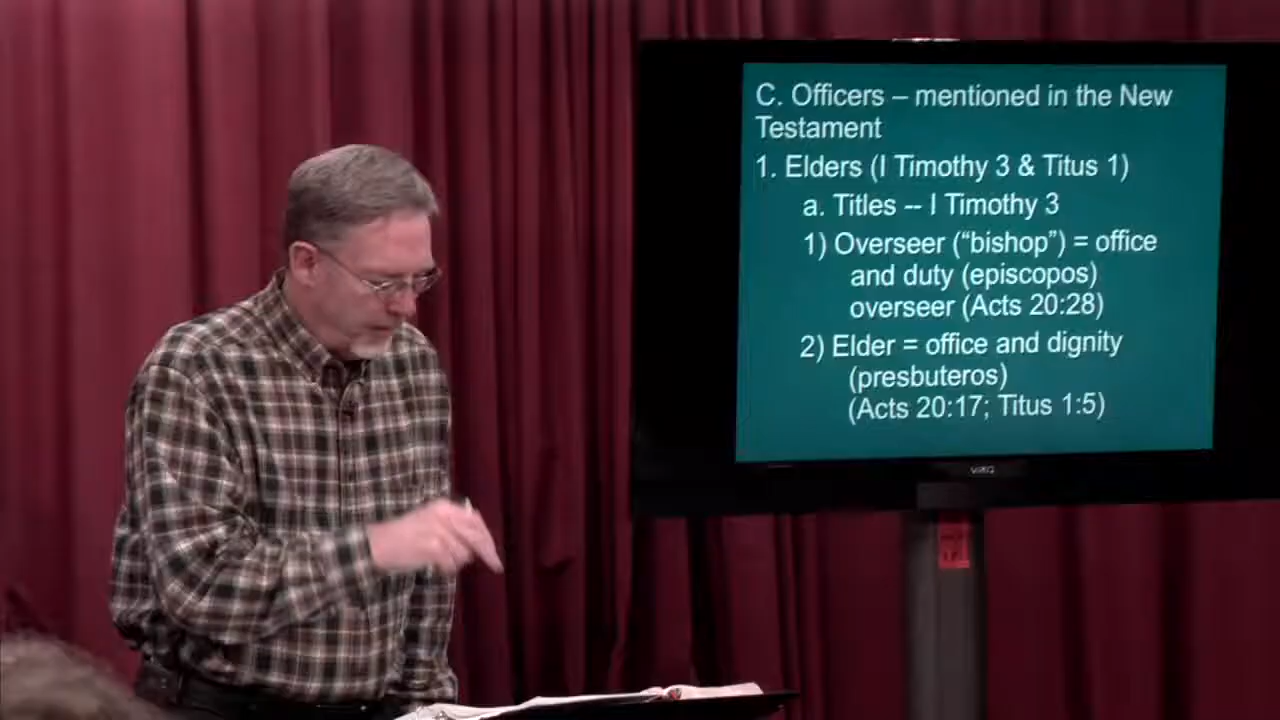 C. Officers – mentioned in the New
Testament
1. Elders (I Timothy 3 & Titus 1)
a. Titles -- I Timothy 3
1) Overseer (“bishop”) = office
and duty (episcopos)
overseer (Acts 20:28)
2) Elder = office and dignity
(presbuteros)
(Acts 20:17; Titus 1:5)
VIZIO